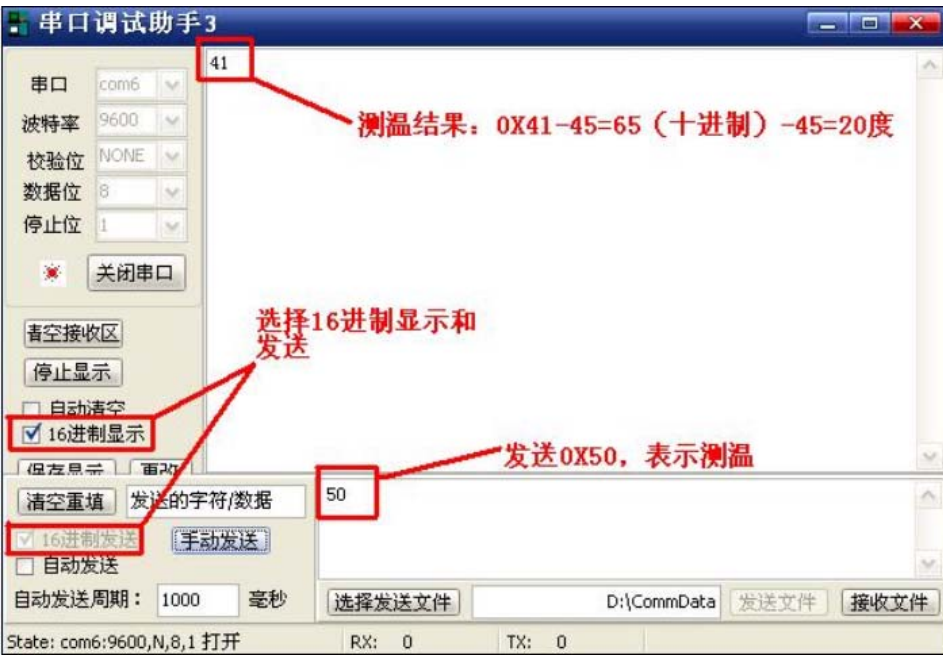 串口调试助手3
41
串口 com6
波特率 9600
校验位 NONE
数据位 8
停止位 1
关闭串口
测温结果：0X41-45=65（十进制）-45=20度
选择16进制显示和
发送
清空接收区
停止显示
自动清空
16进制显示
保存显示 更改
发送0X50，表示测温
清空重填 发送的字符/数据
50
16进制发送 手动发送
自动发送
自动发送周期： 1000 毫秒
选择发送文件 D:\CommData 发送文件 接收文件
State: com6:9600,N,8,1 打开 RX: 0 TX: 0